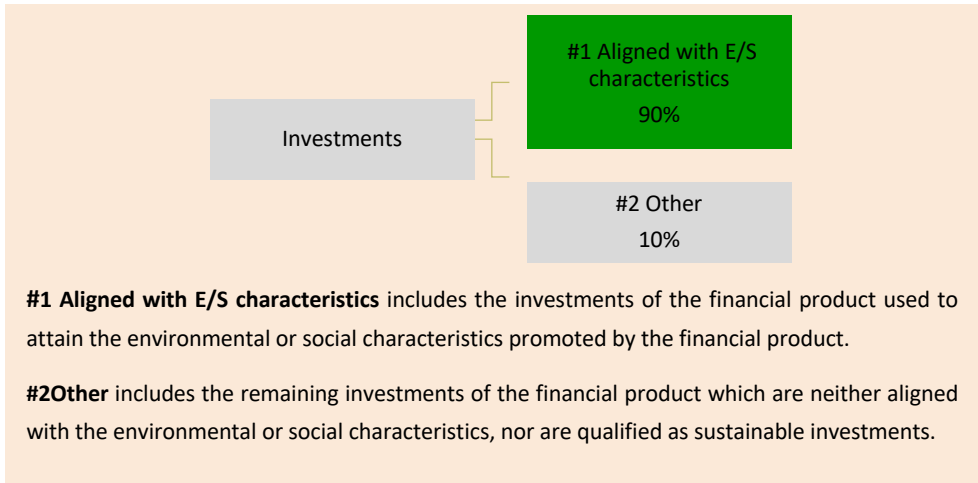 #1 Aligned with E/S
characteristics
90%
Investments
#2 Other
10%
#1 Aligned with E/S characteristics includes the investments of the financial product used to
attain the environmental or social characteristics promoted by the financial product.
#2Other includes the remaining investments of the financial product which are neither aligned
with the environmental or social characteristics, nor are qualified as sustainable investments.